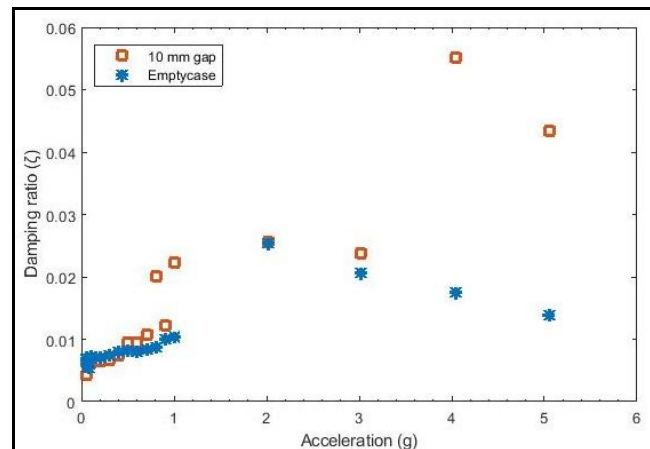 0.06
10 mm gap
Emptycase
0.05
0.04
0.03
0.02
0.01
0
Damping ratio (ζ)
0 1 2 3 4 5 6
Acceleration (g)